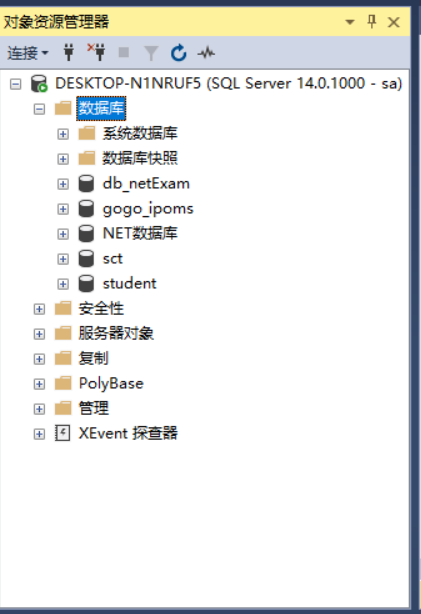 对象资源管理器
连接
DESKTOP-N1NRUF5 (SQL Server 14.0.1000 - sa)
数据库
系统数据库
数据库快照
db_netExam
gogo_ipoms
NET数据库
sct
student
安全性
服务器对象
复制
PolyBase
管理
XEvent 探查器